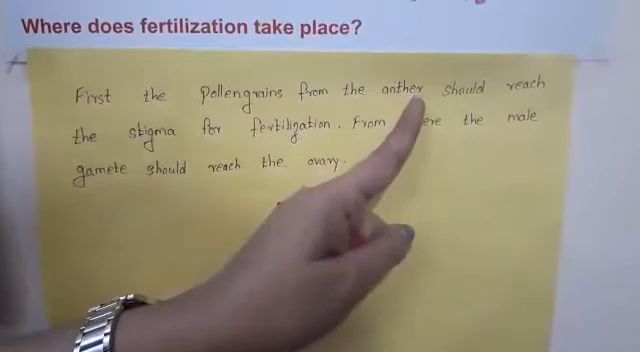 Where does fertilization take place?
First the Pollengrains from the anther should reach
the stigma for fertilization. From ere the male
gamete should reach the ovary.